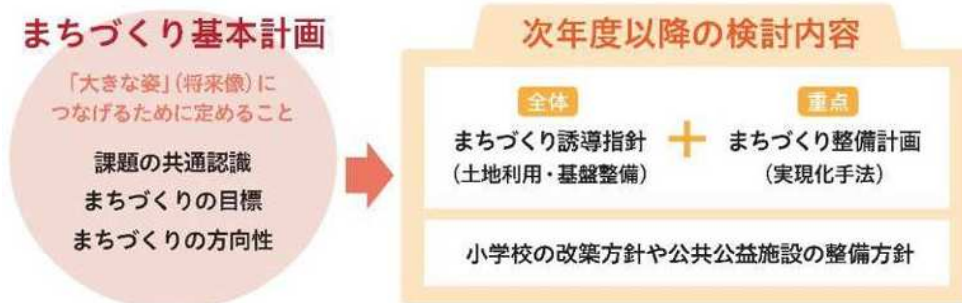 まちづくり基本計画
「大きな姿」(将来像)に
つなげるために定めること
課題の共通認識
まちづくりの目標
まちづくりの方向性
次年度以降の検討内容
全体
まちづくり誘導指針
(土地利用・基盤整備)
+
重点
まちづくり整備計画
(実現化手法)
小学校の改築方針や公共公益施設の整備方針